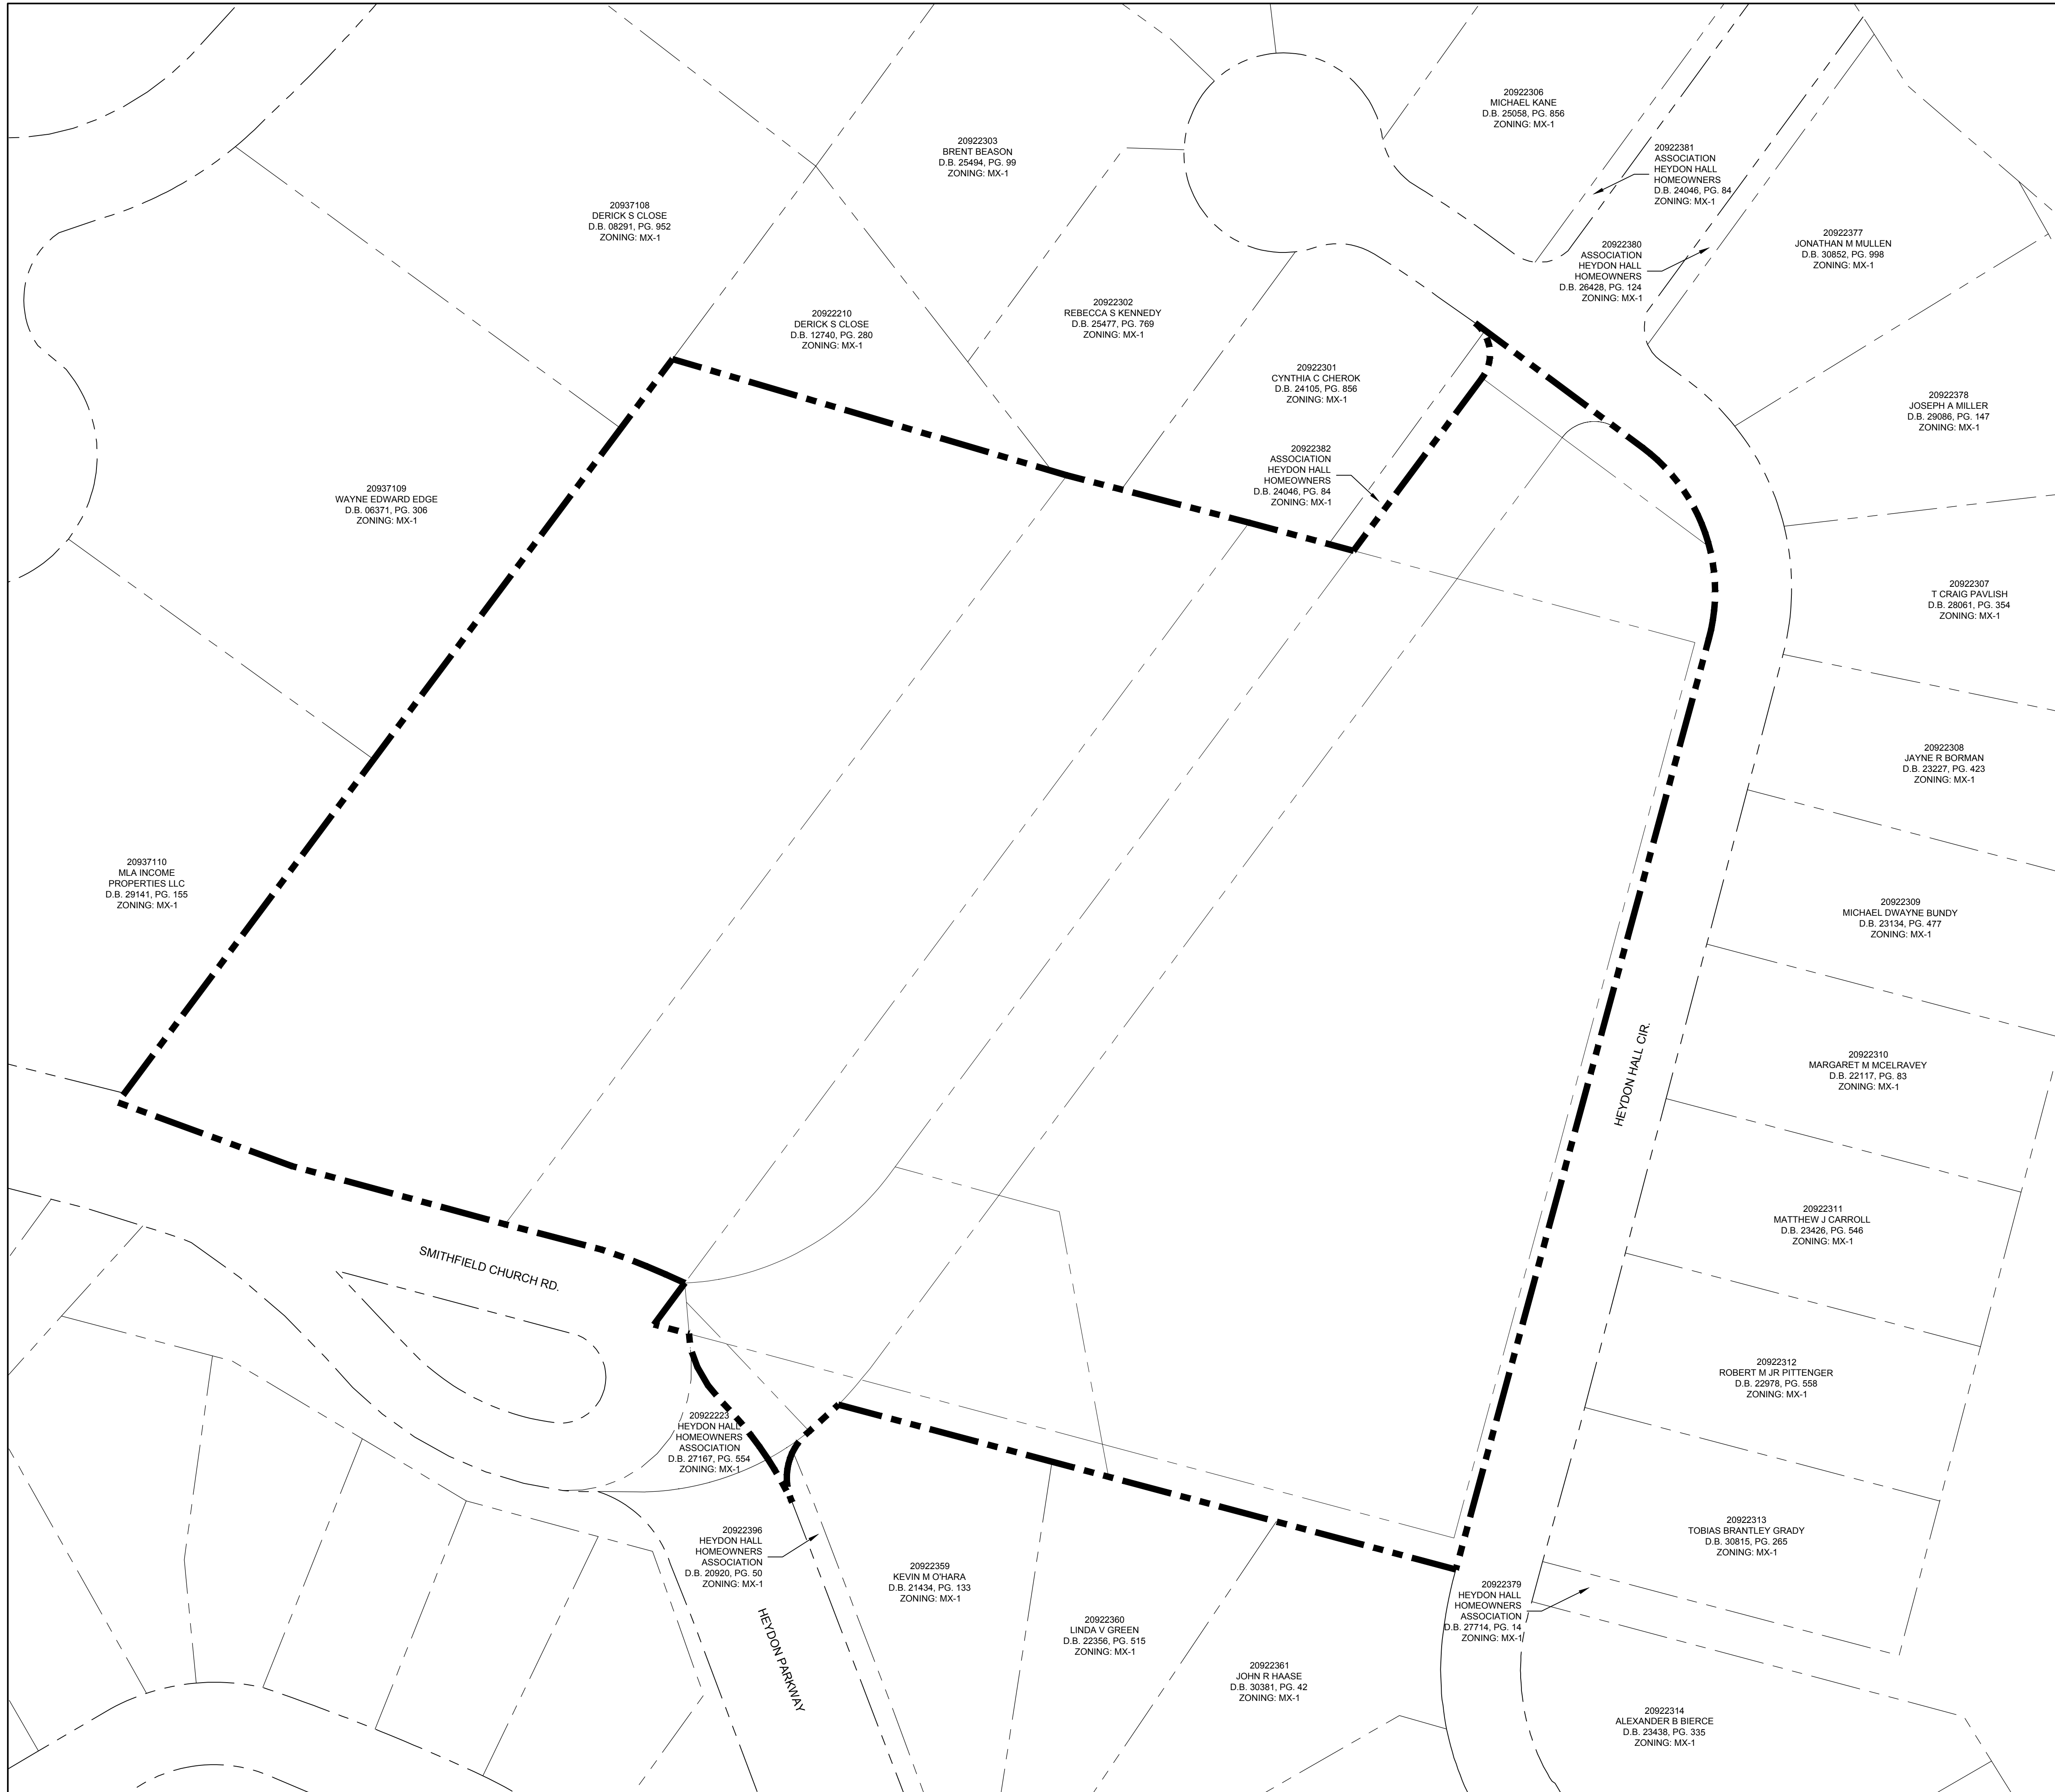 20922306
MICHAEL KANE
D.B. 25058, PG. 856
ZONING: MX-1
20922303
BRENT BEASON
D.B. 25494, PG. 99
ZONING: MX-1
20922381
ASSOCIATION
HEYDON HALL
HOMEOWNERS
D.B. 24046, PG. 84
ZONING: MX-1
20937108
DERICK S CLOSE
D.B. 08291, PG. 952
ZONING: MX-1
20922380
ASSOCIATION
HEYDON HALL
HOMEOWNERS
D.B. 26428, PG. 124
ZONING: MX-1
20922377
JONATHAN M MULLEN
D.B. 30852, PG. 998
ZONING: MX-1
20922210
DERICK S CLOSE
D.B. 12740, PG. 280
ZONING: MX-1
20922302
REBECCA S KENNEDY
D.B. 25477, PG. 769
ZONING: MX-1
20922301
CYNTHIA C CHEROK
D.B. 24105, PG. 856
ZONING: MX-1
20922378
JOSEPH A MILLER
D.B. 29086, PG. 147
ZONING: MX-1
20922382
ASSOCIATION
HEYDON HALL
HOMEOWNERS
D.B. 24046, PG. 84
ZONING: MX-1
20937109
WAYNE EDWARD EDGE
D.B. 06371, PG. 306
ZONING: MX-1
20922307
T CRAIG PAVLISH
D.B. 28061, PG. 354
ZONING: MX-1
20922308
JAYNE R BORMAN
D.B. 23227, PG. 423
ZONING: MX-1
20937110
MLA INCOME
PROPERTIES LLC
D.B. 29141, PG. 155
ZONING: MX-1
20922309
MICHAEL DWAYNE BUNDY
D.B. 23134, PG. 477
ZONING: MX-1
HEYDON HALL CIR.
20922310
MARGARET M MCELRAVEY
D.B. 22117, PG. 83
ZONING: MX-1
20922311
MATTHEW J CARROLL
D.B. 23426, PG. 546
ZONING: MX-1
SMITHFIELD CHURCH RD.
20922312
ROBERT M JR PITTENGER
D.B. 22978, PG. 558
ZONING: MX-1
20922223
HEYDON HALL
HOMEOWNERS
ASSOCIATION
D.B. 27167, PG. 554
ZONING: MX-1
20922313
TOBIAS BRANTLEY GRADY
D.B. 30815, PG. 265
ZONING: MX-1
20922396
HEYDON HALL
HOMEOWNERS
ASSOCIATION
D.B. 20920, PG. 50
ZONING: MX-1
20922359
KEVIN M O'HARA
D.B. 21434, PG. 133
ZONING: MX-1
20922379
HEYDON HALL
HOMEOWNERS
ASSOCIATION
D.B. 27714, PG. 14
ZONING: MX-1
HEYDON PARKWAY
20922360
LINDA V GREEN
D.B. 22356, PG. 515
ZONING: MX-1
20922361
JOHN R HAASE
D.B. 30381, PG. 42
ZONING: MX-1
20922314
ALEXANDER B BIERCE
D.B. 23438, PG. 335
ZONING: MX-1